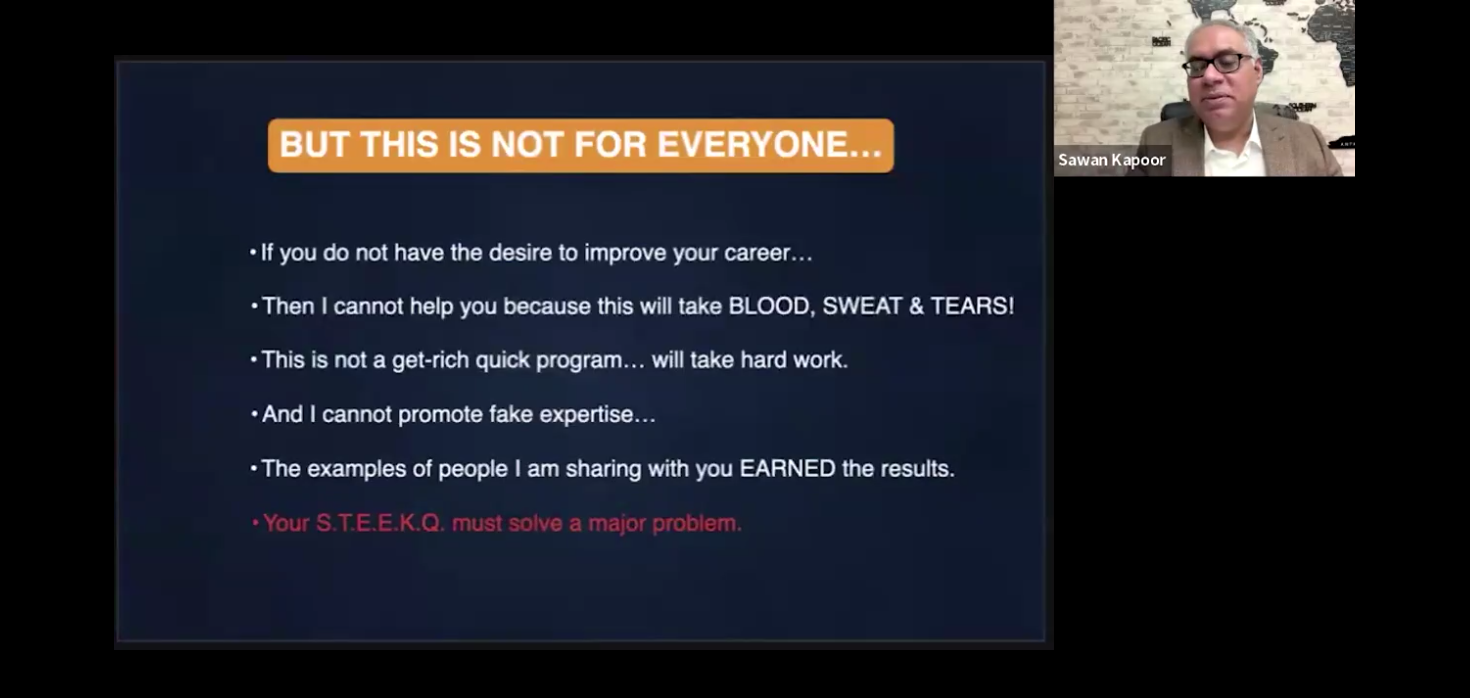 BUT THIS IS NOT FOR EVERYONE...
• If you do not have the desire to improve your career...
• Then I cannot help you because this will take BLOOD, SWEAT & TEARS!
• This is not a get-rich quick program... will take hard work.
• And I cannot promote fake expertise...
• The examples of people I am sharing with you EARNED the results.
• Your S.T.E.E.K.Q. must solve a major problem.
Sawan Kapoor